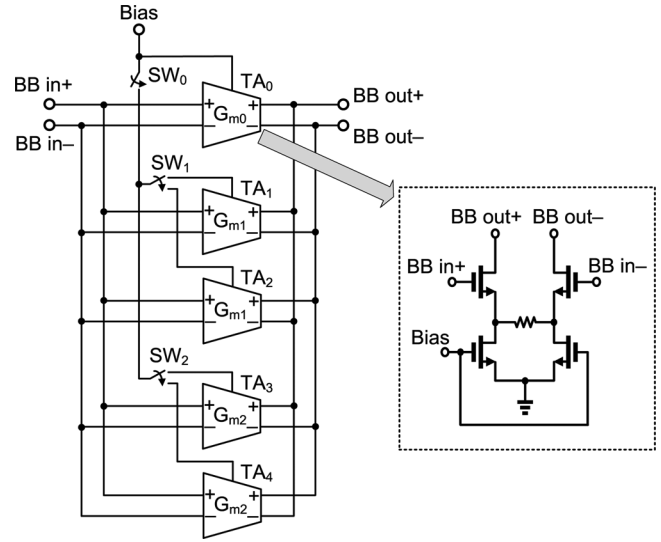 Bias
SW0
TA0
BB in+
BB out+
+ Gm0 +
BB in–
– –
BB out–
SW1
TA1
+ Gm1 +
– –
TA2
+ Gm1 +
– –
SW2
TA3
+ Gm2 +
– –
TA4
+ Gm2 +
– –
BB out+ BB out–
BB in+ BB in–
Bias